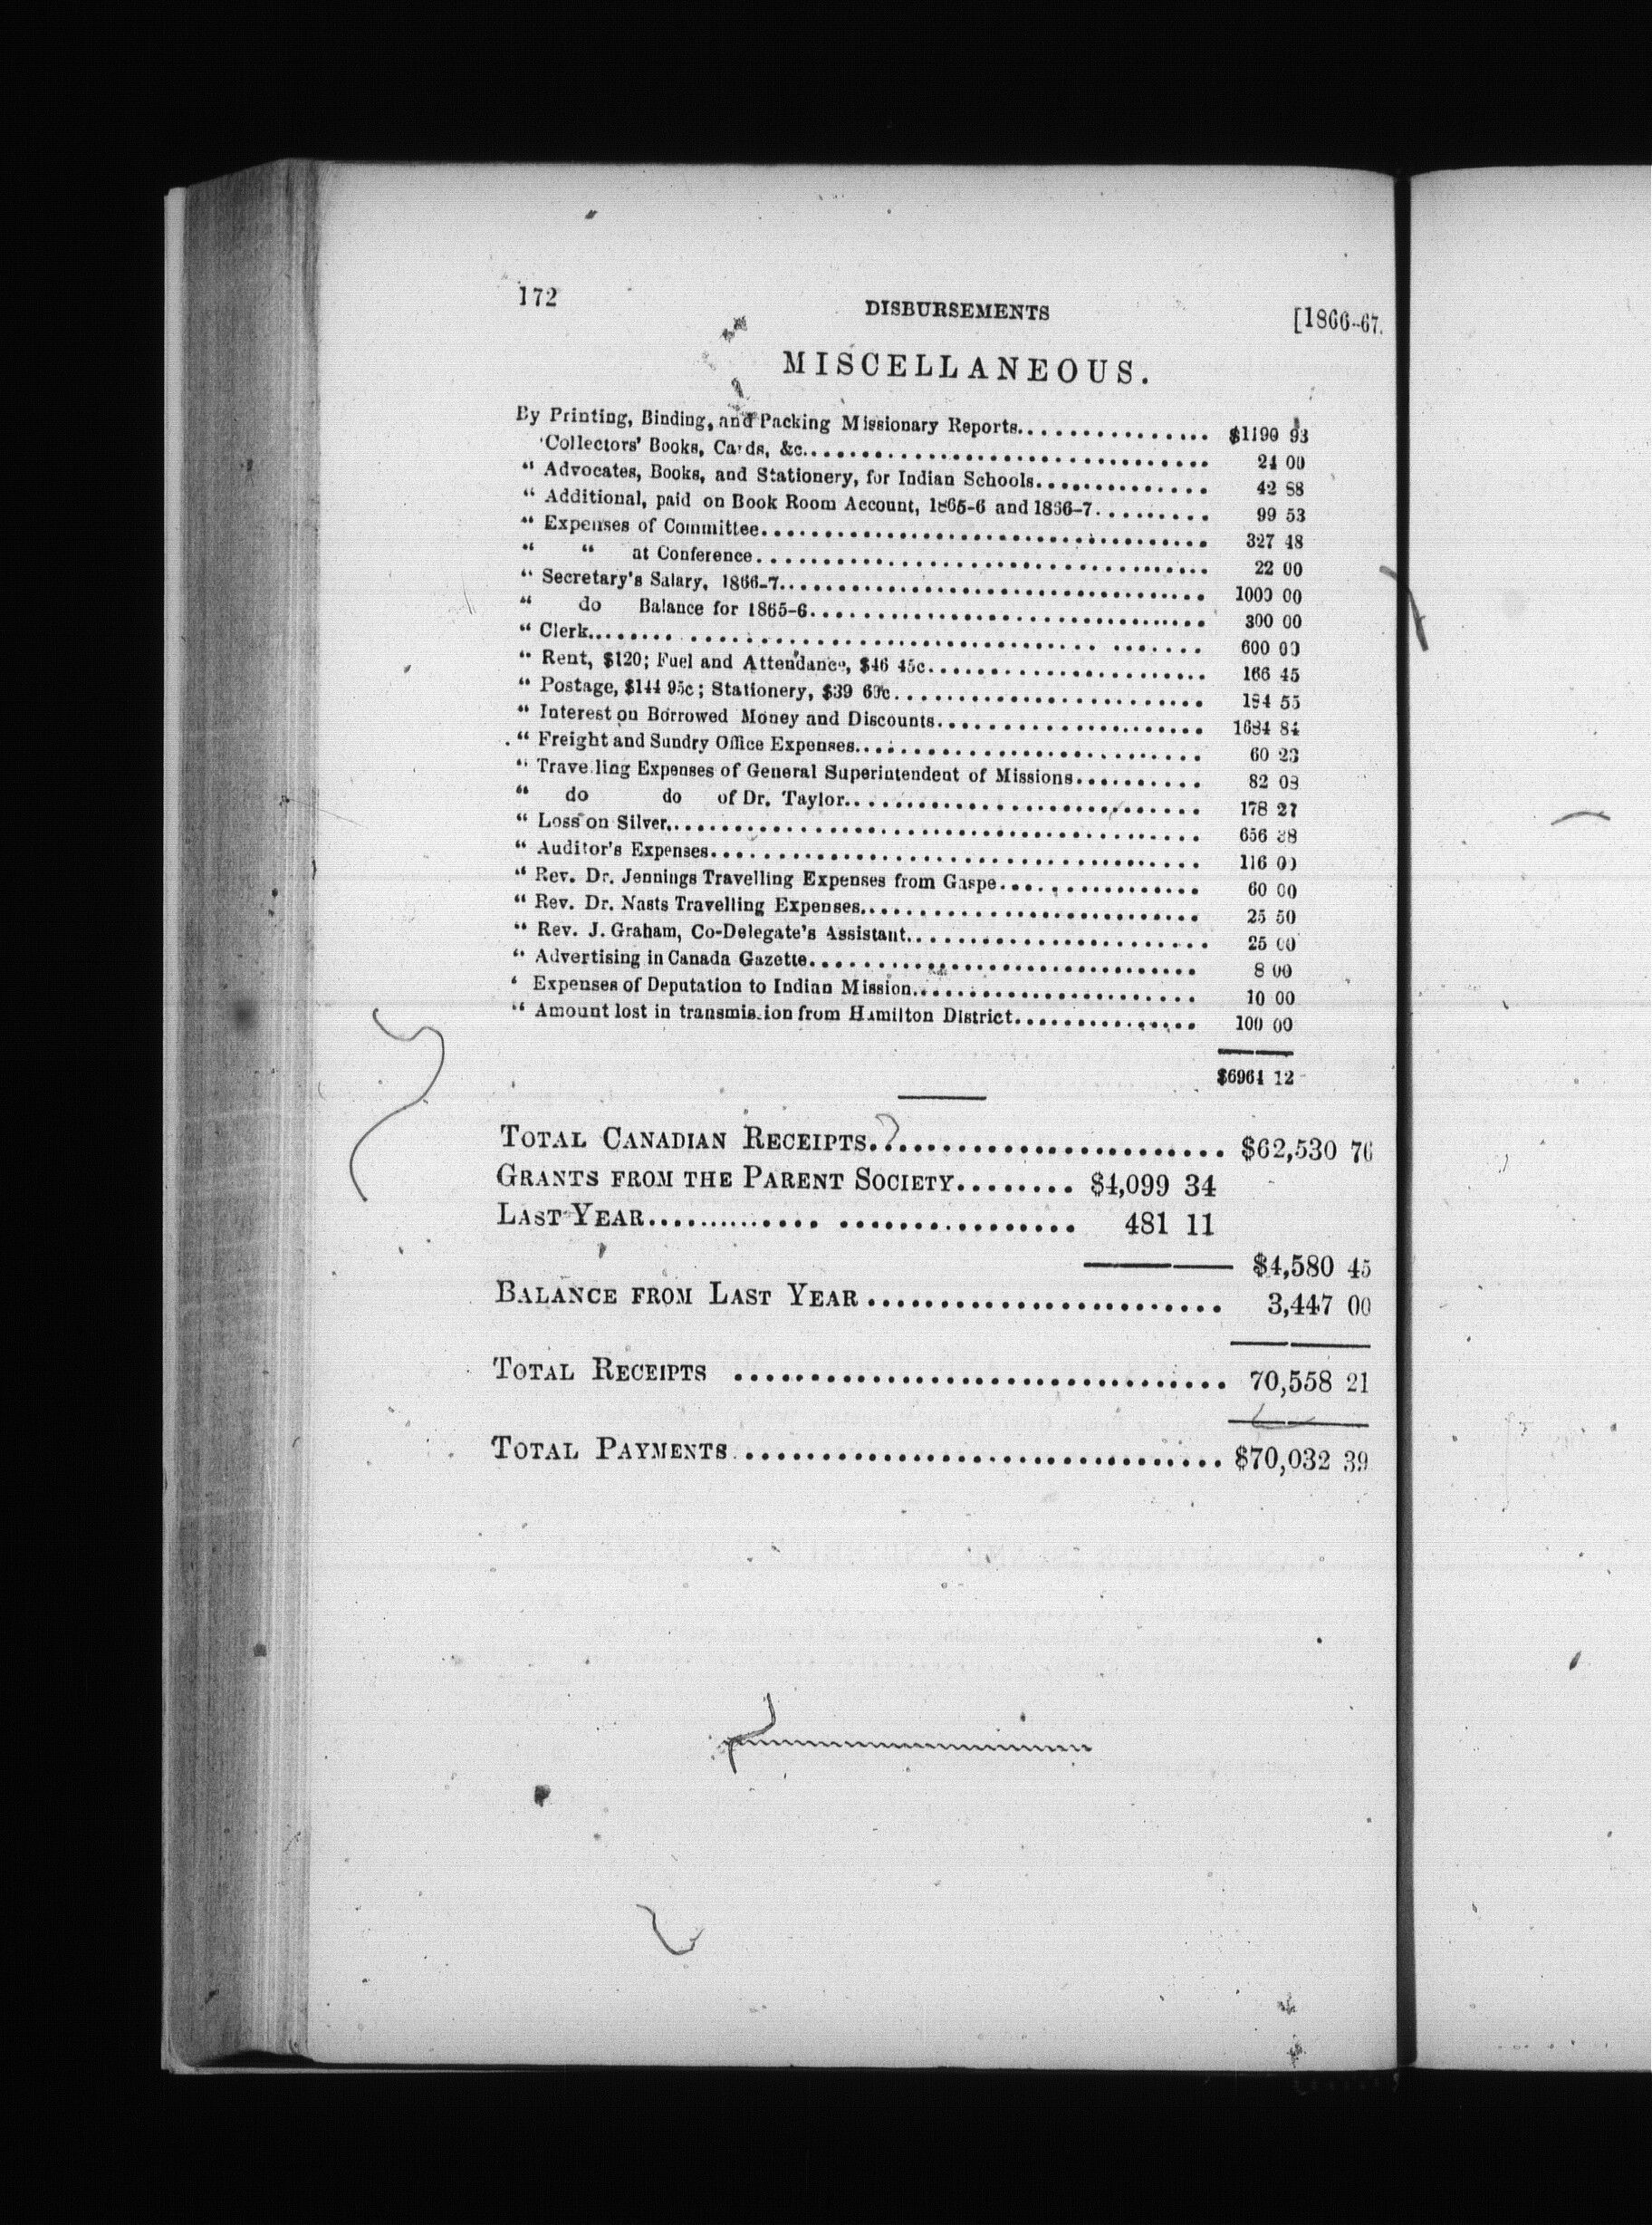 172 DISBURSEMENTS [1866-67.
MISCELLANEOUS.
By Printing, Binding, and Packing Missionary Reports............... $1190 93
Collectors' Books, Cards, &c.................................. 24 00
“ Advocates, Books, and Stationery, for Indian Schools.............. 42 88
“ Additional, paid on Book Room Account, 1865-6 and 1866-7......... 99 53
“ Expenses of Committee..................................... 327 48
“ “ at Conference..................................... 22 00
“ Secretary's Salary, 1866-7................................... 1000 00
“ do Balance for 1865-6................................. 300 00
“ Clerk................................................. 600 00
“ Rent, $120; Fuel and Attendance, $46 45c....................... 166 45
“ Postage, $144 95c; Stationery, $39 60c.......................... 184 55
“ Interest on Borrowed Money and Discounts...................... 1684 84
“ Freight and Sundry Office Expenses............................ 60 23
“ Travelling Expenses of General Superintendent of Missions.......... 82 08
“ do do of Dr. Taylor............................. 178 27
“ Loss on Silver............................................ 656 38
“ Auditor's Expenses........................................ 116 00
“ Rev. Dr. Jennings Travelling Expenses from Gaspe................ 60 00
“ Rev. Dr. Nasts Travelling Expenses............................ 25 50
“ Rev. J. Graham, Co-Delegate's Assistant........................ 25 00
“ Advertising in Canada Gazette................................ 8 00
‘ Expenses of Deputation to Indian Mission....................... 10 00
“ Amount lost in transmission from Hamilton District............... 100 00
$6964 12
TOTAL CANADIAN RECEIPTS......................... $62,530 76
GRANTS FROM THE PARENT SOCIETY........ $4,099 34
LAST YEAR............................. 481 11
$4,580 45
BALANCE FROM LAST YEAR......................... 3,447 00
TOTAL RECEIPTS ................................ 70,558 21
TOTAL PAYMENTS................................ $70,032 39